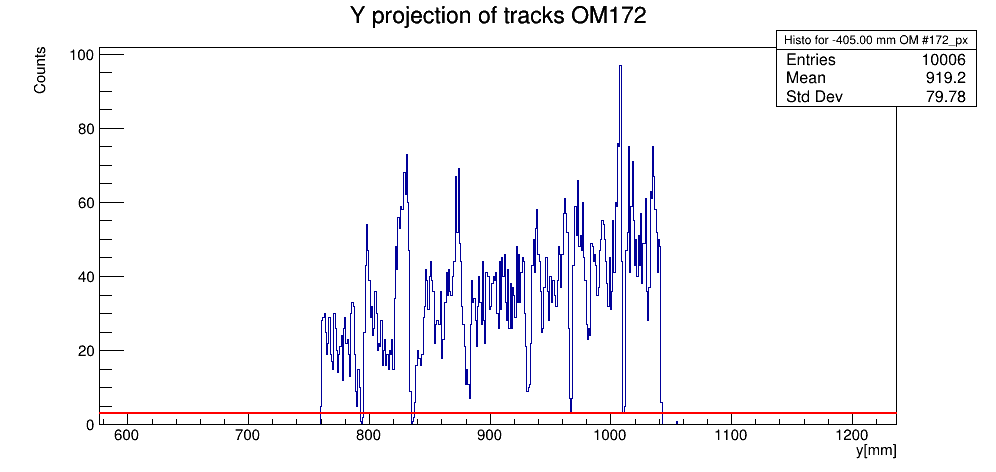 Y projection of tracks OM172
Histo for -405.00 mm OM #172_px
Entries 10006
Mean 919.2
Std Dev 79.78
Counts
100
80
60
40
20
0
600 700 800 900 1000 1100 1200
y[mm]